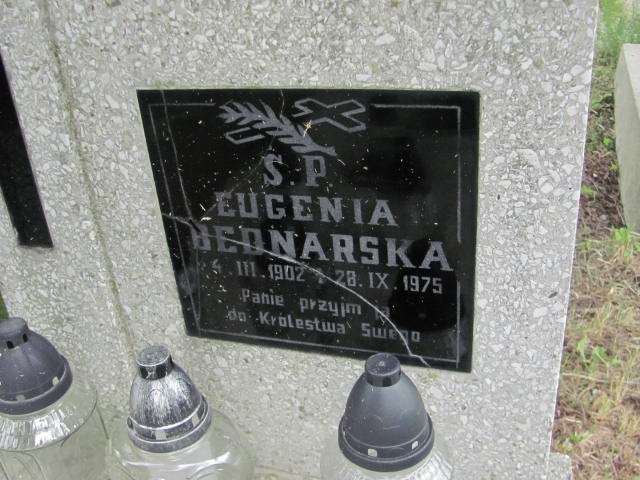 Ś.P
EUGENIA
BEDNARSKA
4. III. 1902 28. IX. 1975
Panie przyjm ją
do Królestwa Swego